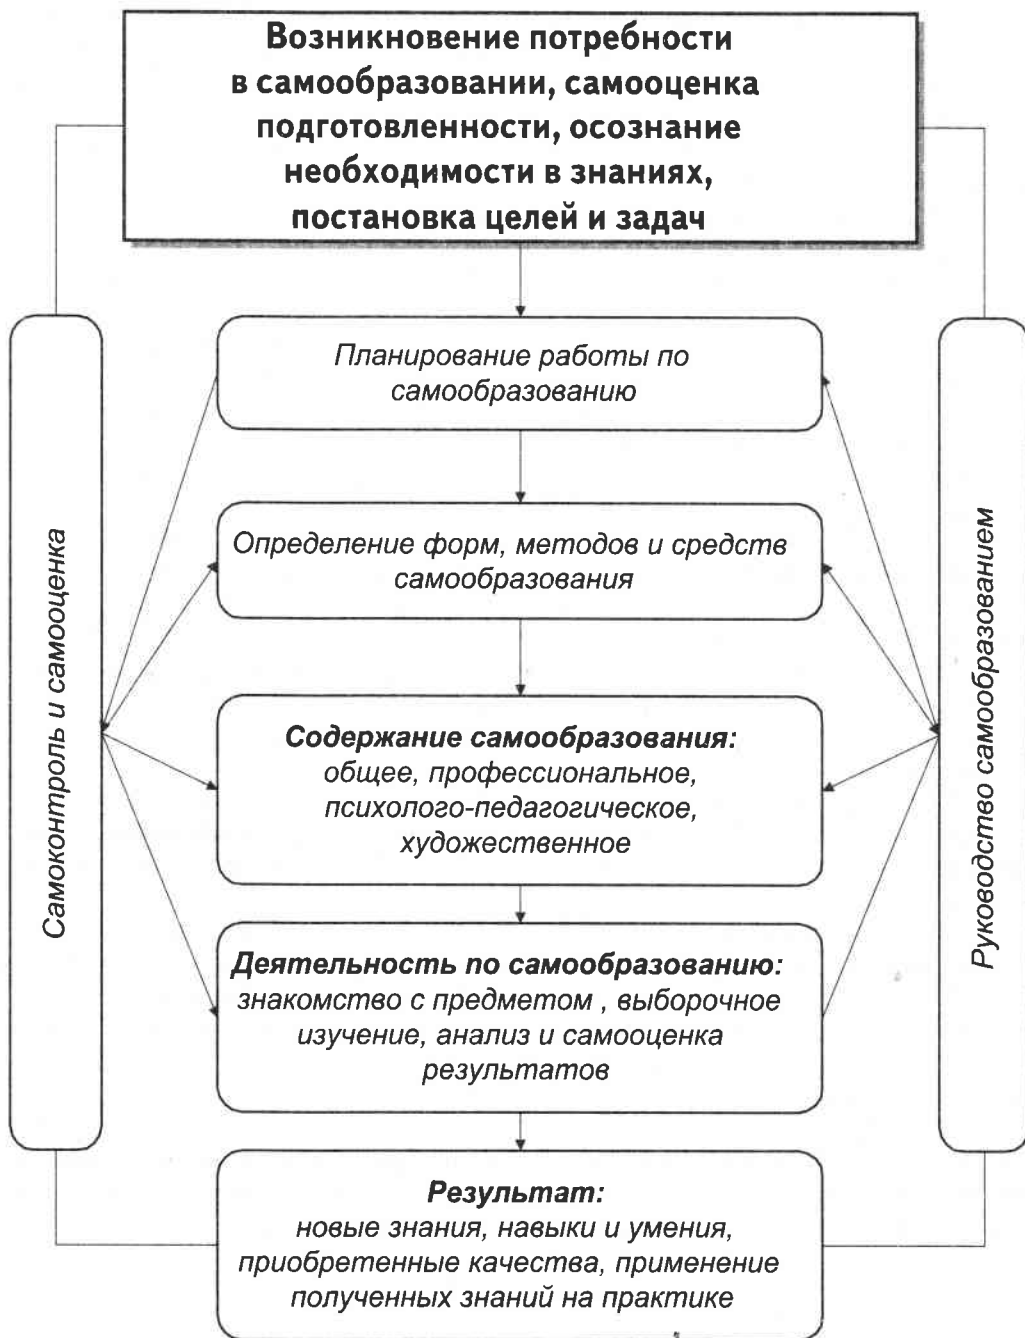 Возникновение потребности
в самообразовании, самооценка
подготовленности, осознание
необходимости в знаниях,
постановка целей и задач
Планирование работы по
самообразованию
Определение форм, методов и средств
самообразования
Самоконтроль и самооценка
Руководство самообразованием
Содержание самообразования:
общее, профессиональное,
психолого-педагогическое,
художественное
Деятельность по самообразованию:
знакомство с предметом , выборочное
изучение, анализ и самооценка
результатов
Результат:
новые знания, навыки и умения,
приобретенные качества, применение
полученных знаний на практике